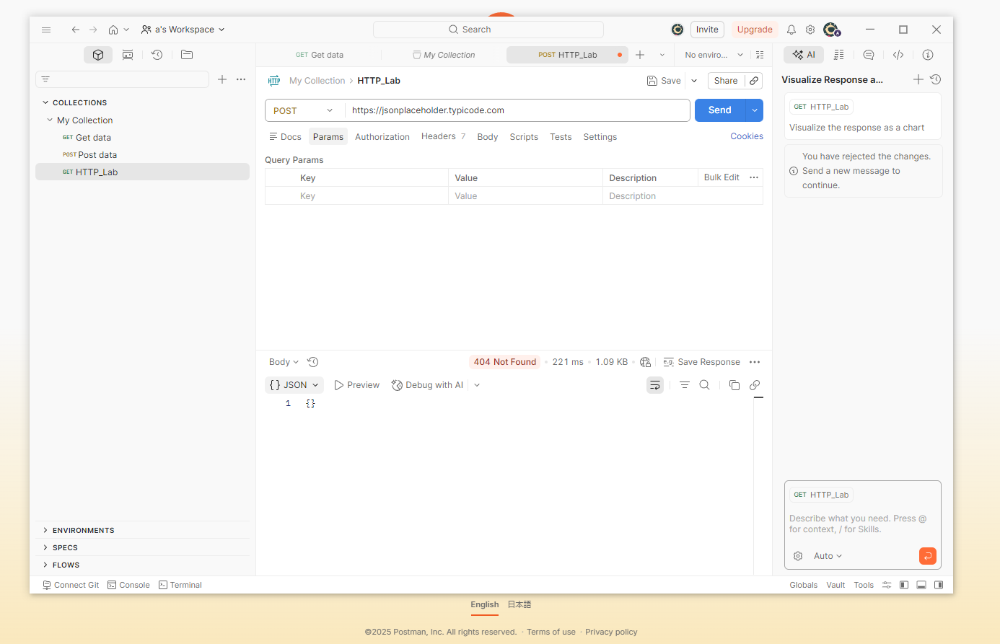 a's Workspace
Search
Invite
Upgrade
GET Get data
My Collection
POST HTTP_Lab
No enviro...
AI
COLLECTIONS
My Collection
GET Get data
POST Post data
GET HTTP_Lab
ENVIRONMENTS
SPECS
FLOWS
HTTP My Collection > HTTP_Lab
Save
Share
POST
https://jsonplaceholder.typicode.com
Send
Docs Params Authorization Headers 7 Body Scripts Tests Settings
Cookies
Query Params
Key Value Description Bulk Edit
Key Value Description
Body
404 Not Found • 221 ms • 1.09 KB •
e.g. Save Response
{} JSON
Preview
Debug with AI
1 {}
Visualize Response a...
GET HTTP_Lab
Visualize the response as a chart
You have rejected the changes.
Send a new message to
continue.
GET HTTP_Lab
Describe what you need. Press @
for context, / for Skills.
Auto
Connect Git Console Terminal
Globals Vault Tools
English 日本語
©2025 Postman, Inc. All rights reserved. · Terms of use · Privacy policy